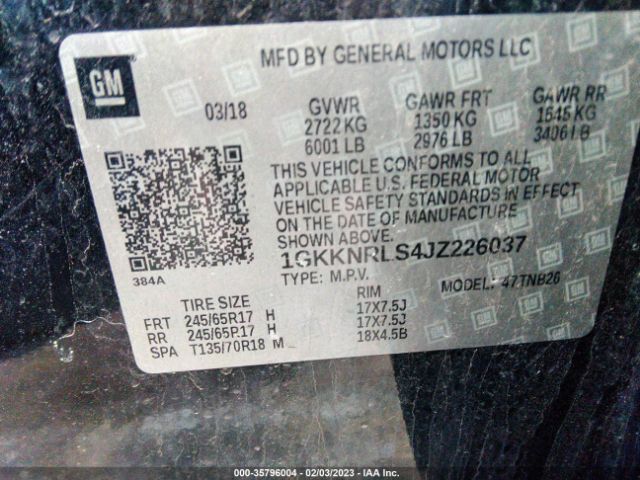 MFD BY GENERAL MOTORS LLC
GM
03/18 GVWR GAWR FRT GAWR RR
2722 KG 1350 KG 1545 KG
6001 LB 2976 LB 3406 LB
THIS VEHICLE CONFORMS TO ALL
APPLICABLE U.S. FEDERAL MOTOR
VEHICLE SAFETY STANDARDS IN EFFECT
ON THE DATE OF MANUFACTURE
SHOWN ABOVE.
384A 1GKKNRLS4JZ226037
TYPE: M.P.V. MODEL: 47TNB26
TIRE SIZE RIM
FRT 245/65R17 H 17X7.5J
RR 245/65R17 H 17X7.5J
SPA T135/70R18 M 18X4.5B
000-35796004 - 02/03/2023 - IAA Inc.